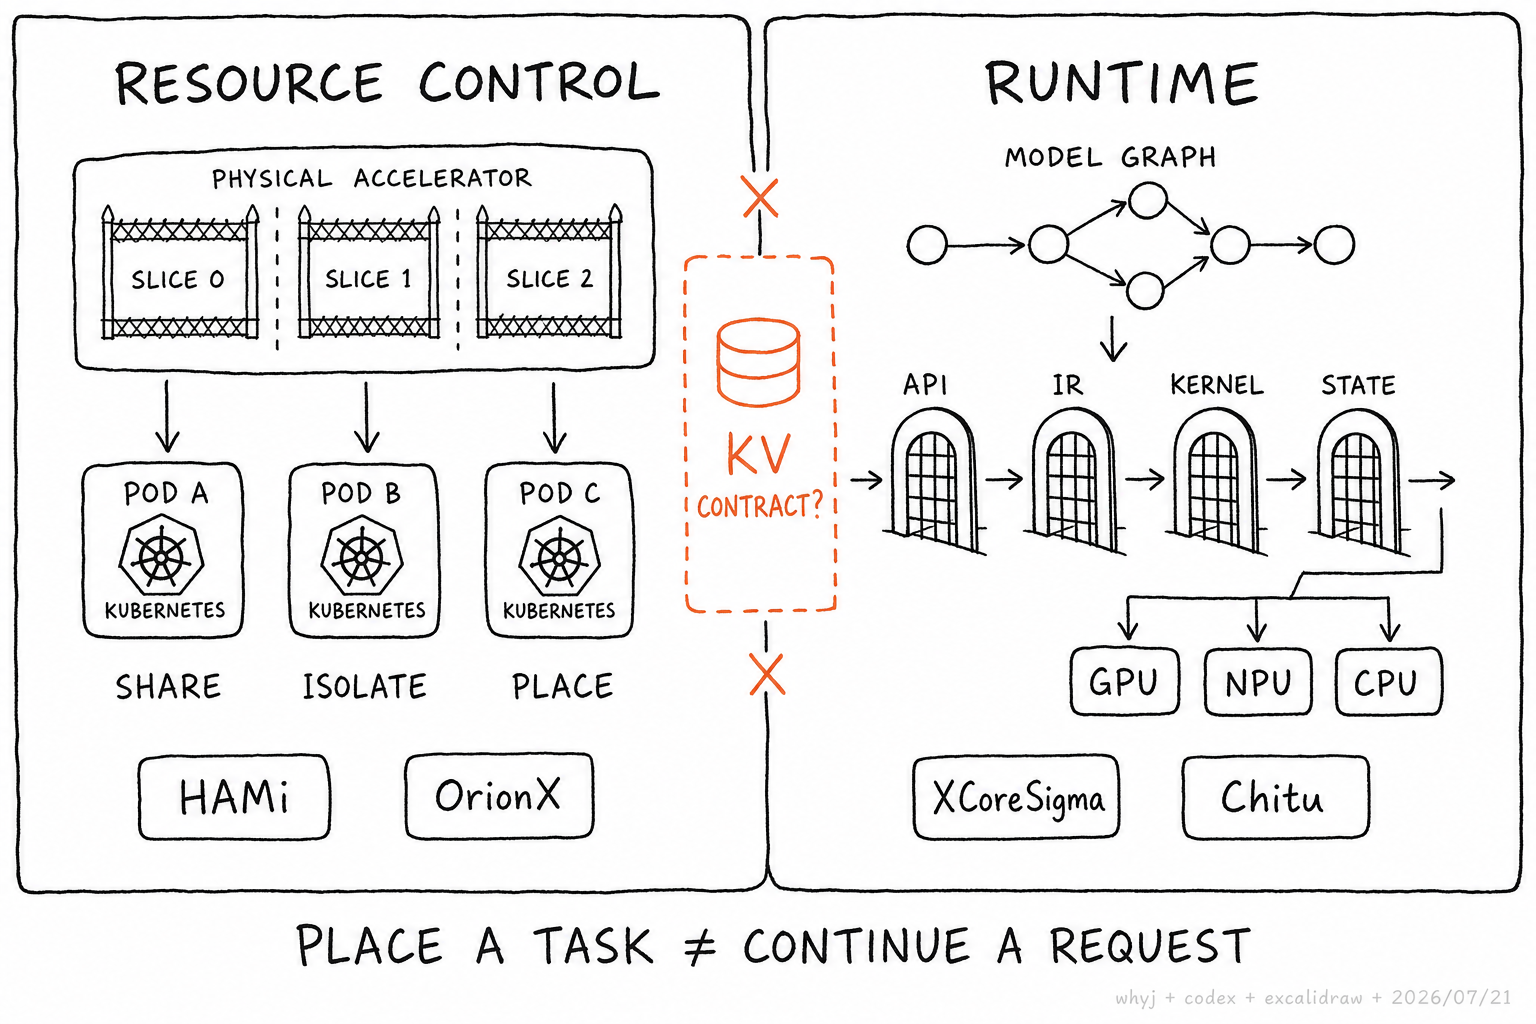 RESOURCE CONTROL
PHYSICAL ACCELERATOR
SLICE 0
SLICE 1
SLICE 2
POD A
KUBERNETES
POD B
KUBERNETES
POD C
KUBERNETES
SHARE
ISOLATE
PLACE
HAMi
OrionX
KV
CONTRACT?
RUNTIME
MODEL GRAPH
API
IR
KERNEL
STATE
GPU
NPU
CPU
XCoreSigma
Chitu
PLACE A TASK ≠ CONTINUE A REQUEST
whyj + codex + excalidraw + 2026/07/21